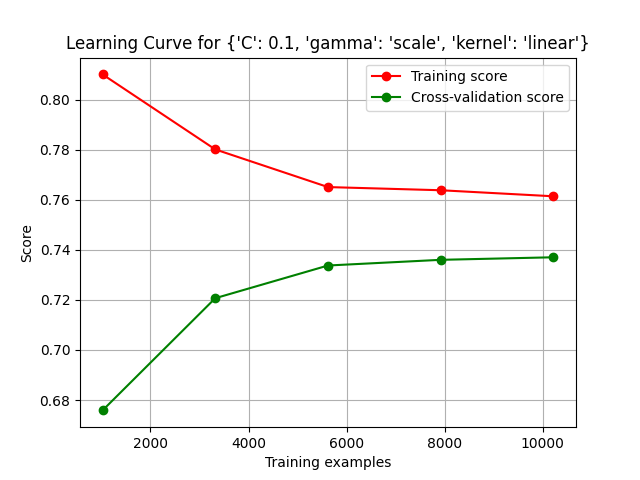 Learning Curve for {'C': 0.1, 'gamma': 'scale', 'kernel': 'linear'}
Training score
Cross-validation score
0.80
0.78
0.76
0.74
0.72
0.70
0.68
Score
2000 4000 6000 8000 10000
Training examples